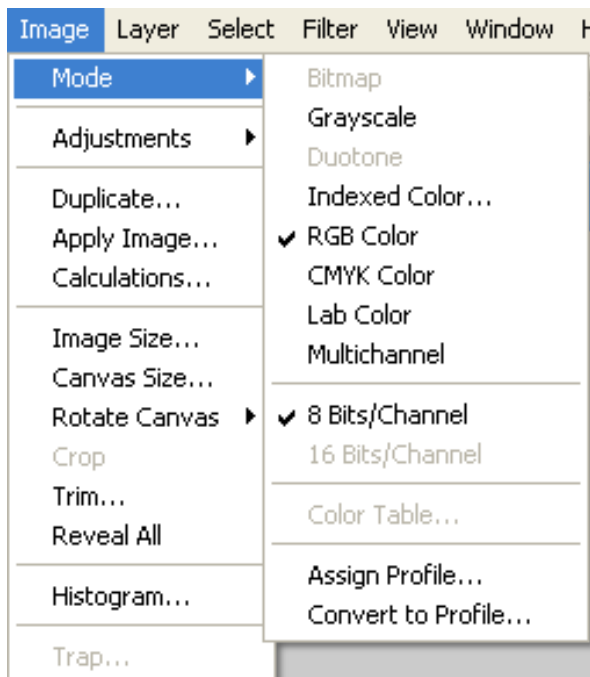 Image Layer Select Filter View Window H
Mode
Adjustments
Duplicate...
Apply Image...
Calculations...
Image Size...
Canvas Size...
Rotate Canvas
Crop
Trim...
Reveal All
Histogram...
Trap...
Bitmap
Grayscale
Duotone
Indexed Color...
RGB Color
CMYK Color
Lab Color
Multichannel
8 Bits/Channel
16 Bits/Channel
Color Table...
Assign Profile...
Convert to Profile...